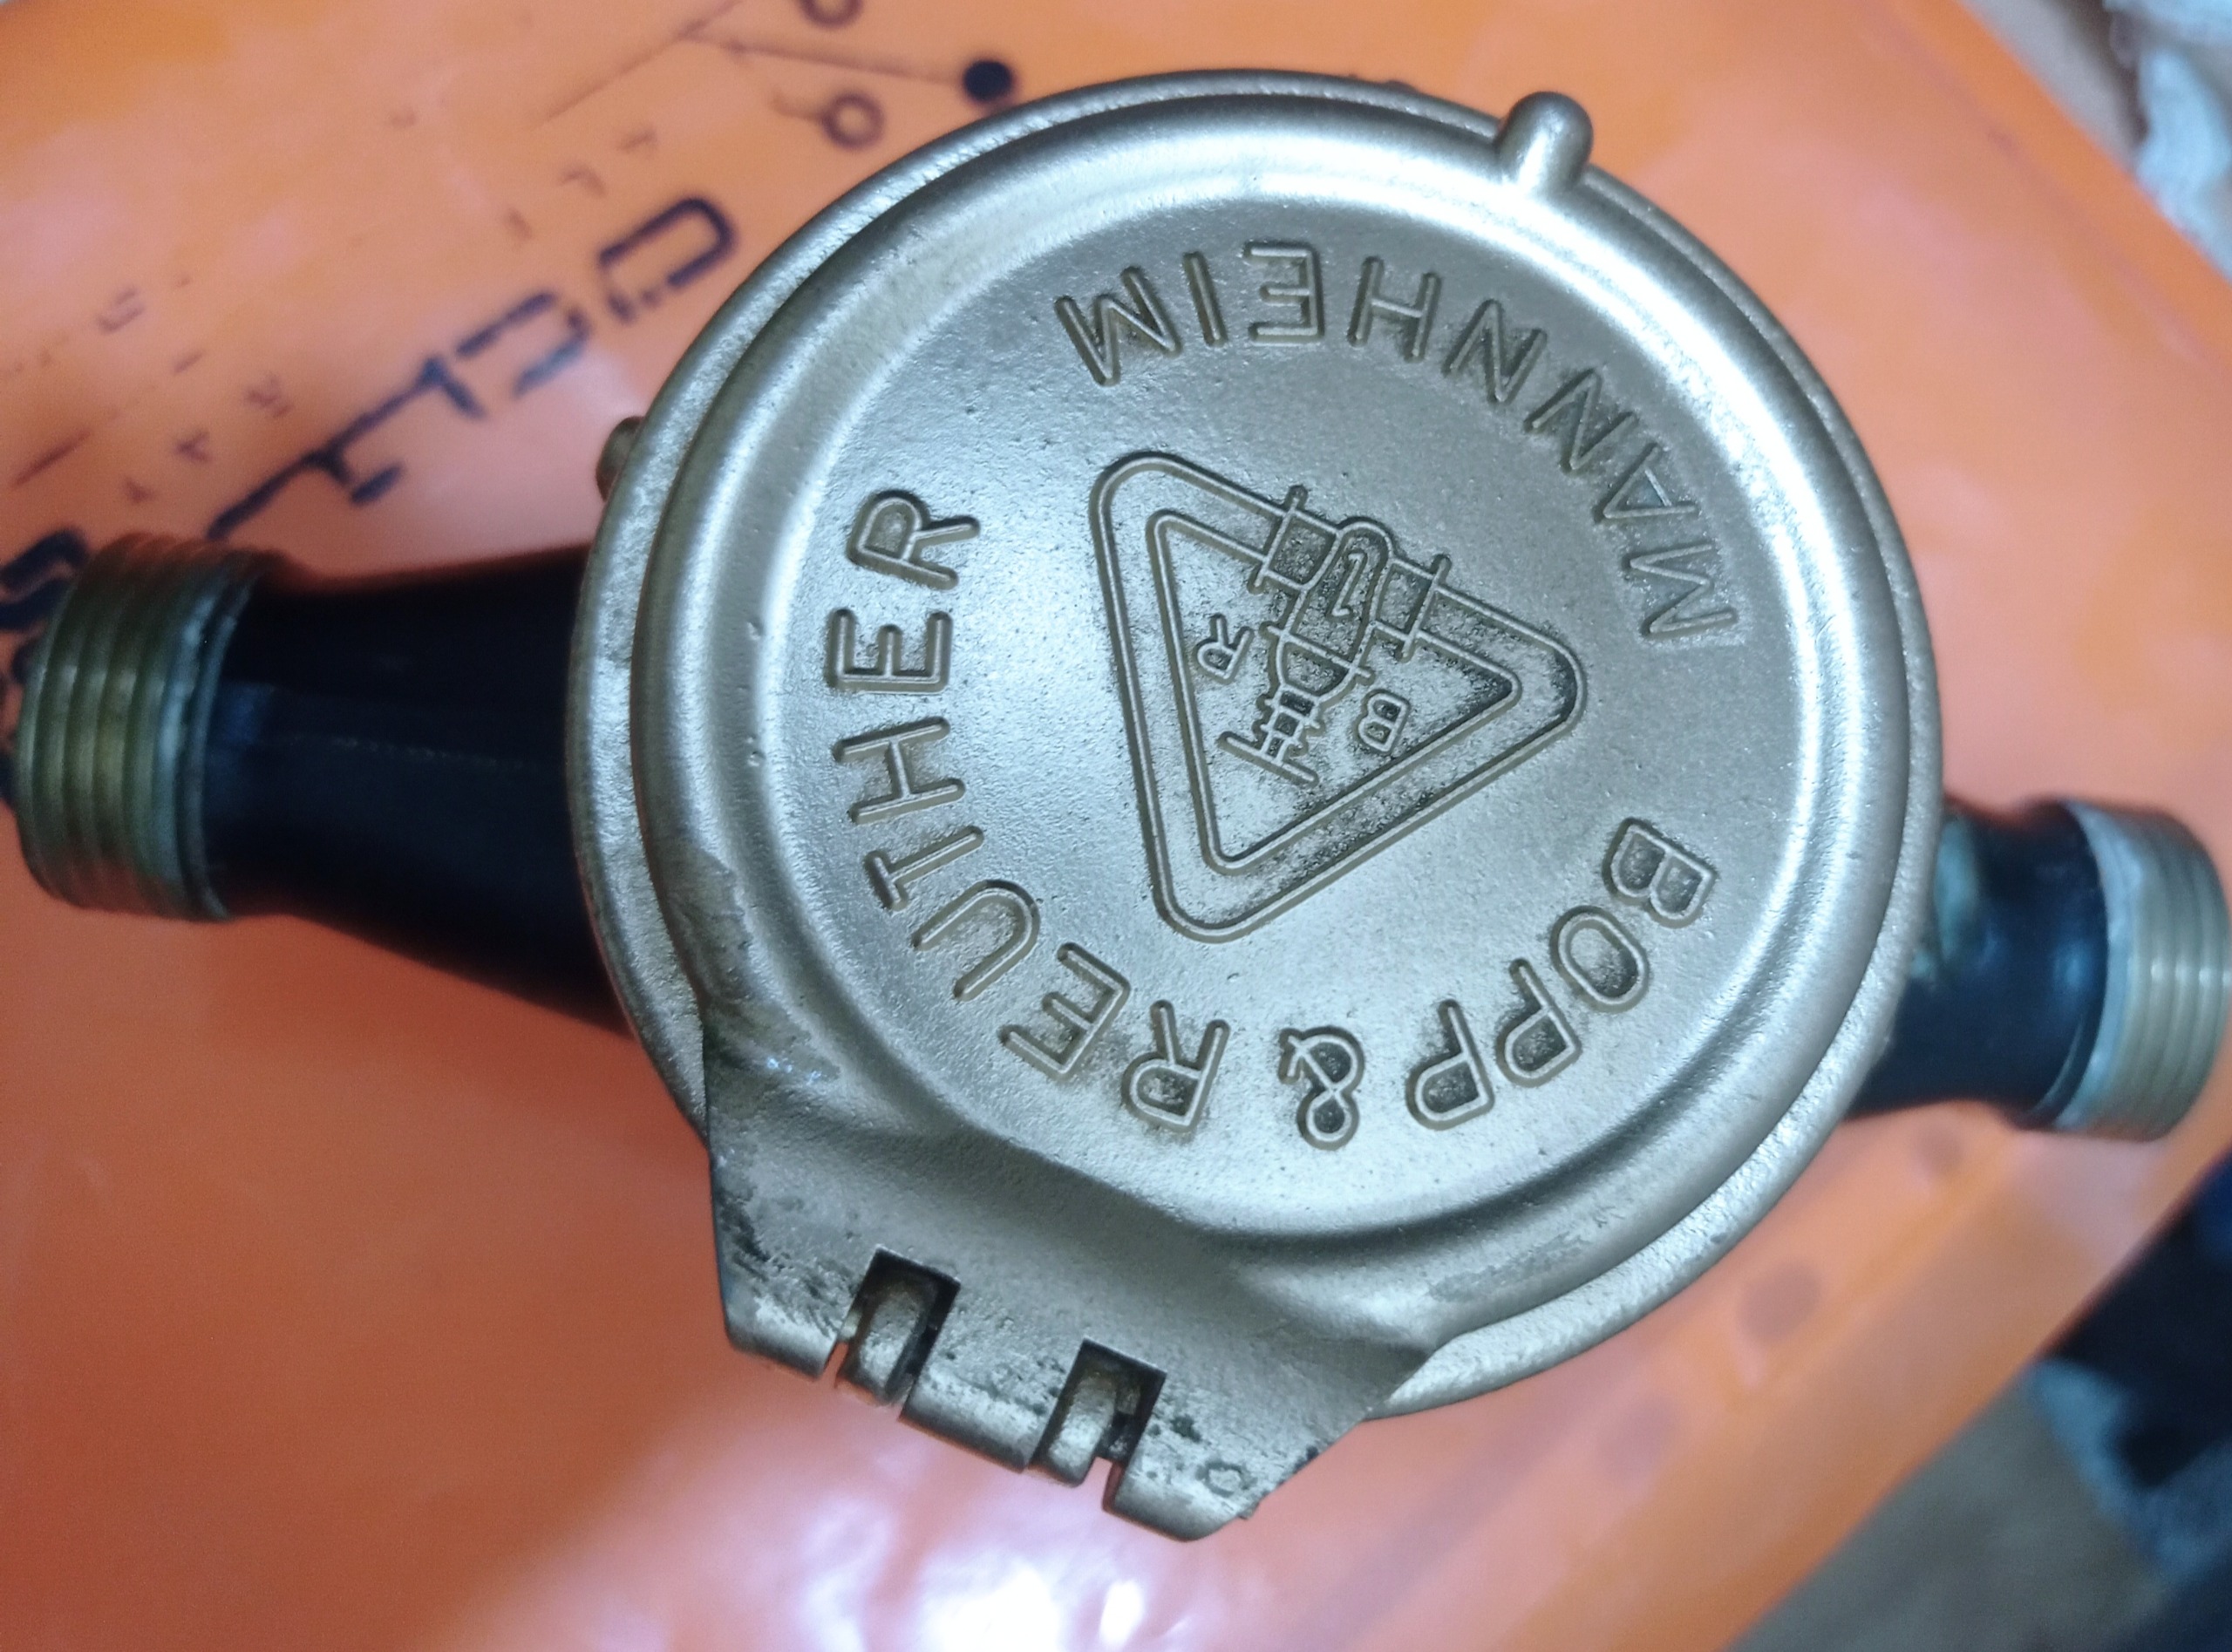 BOPP & REUTHER
MANNHEIM
B R